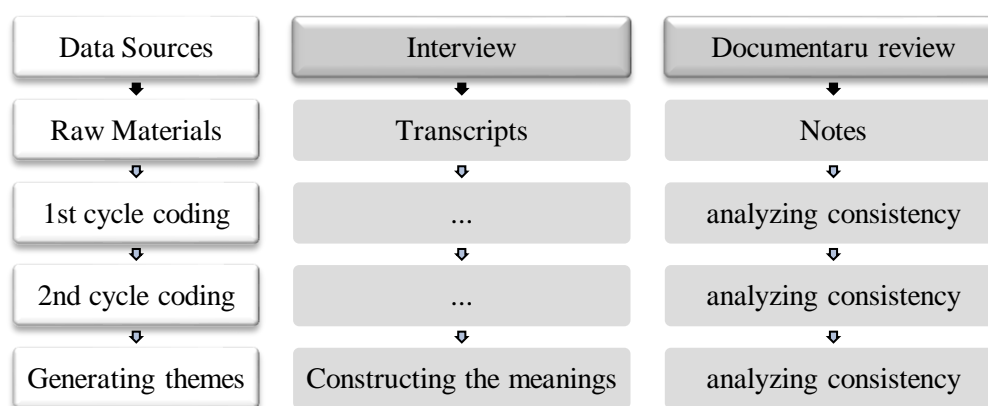 Data Sources
Interview
Documentaru review
Raw Materials
Transcripts
Notes
1st cycle coding
...
analyzing consistency
2nd cycle coding
...
analyzing consistency
Generating themes
Constructing the meanings
analyzing consistency